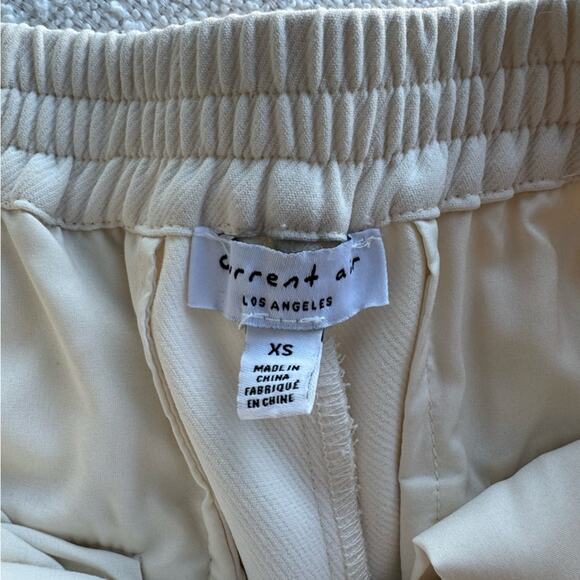 current air
LOS ANGELES
XS
MADE IN
CHINA
FABRIQUÉ
EN CHINE